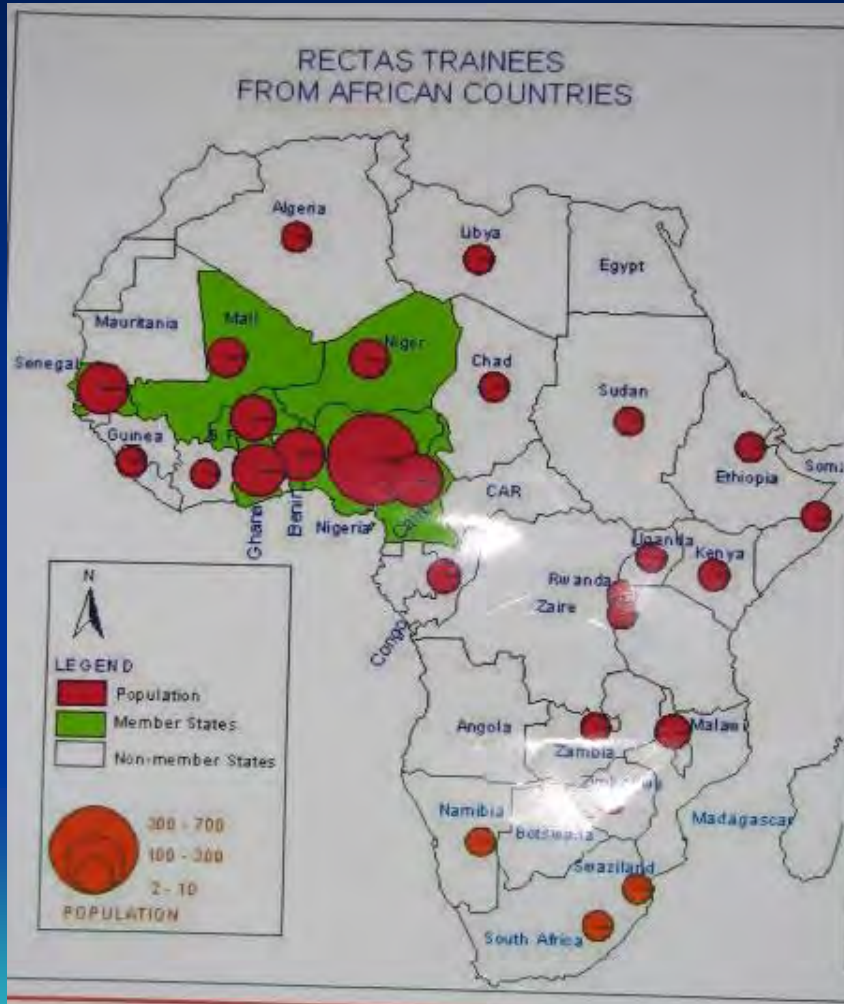 RECTAS TRAINEES
FROM AFRICAN COUNTRIES
Algeria
Libya
Egypt
Mauritania
Mali
Niger
Chad
Sudan
Senegal
Guinea
B F
Ghana
Benin
Nigeria
CAR
Ethiopia
Uganda
Kenya
Rwanda
Zaire
Congo
Angola
Zambia
Malawi
Namibia
Botswana
Madagascar
Swaziland
South Africa
N
LEGEND
Population
Member States
Non-member States
300 - 700
100 - 300
2 - 10
POPULATION